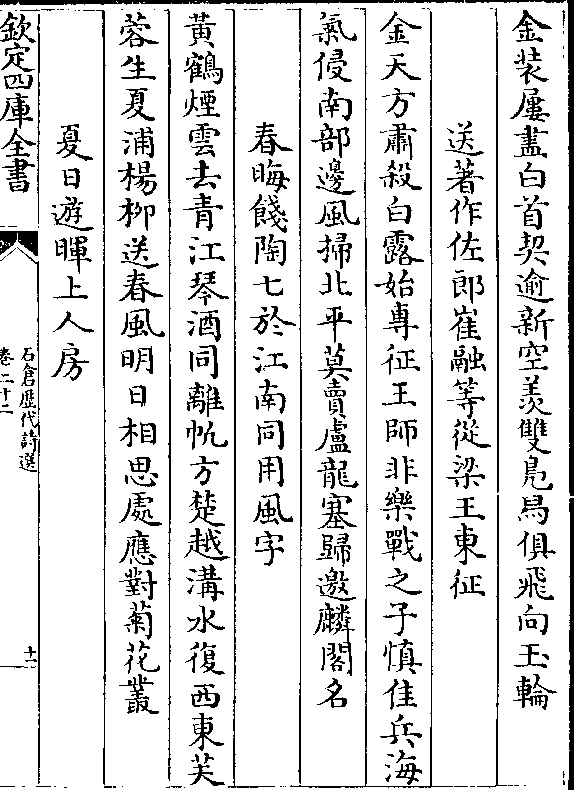 金装屢盡白首契逾新空羡雙鳬舄俱飛向玉輪
送著作佐郎崔融等從梁王東征
金天方肅殺白露始專征王師非樂戰之子慎佳兵海
氣侵南部邊風掃北平莫賣盧龍塞歸邀麟閣名
春晦餞陶七於江南同用風字
黃鶴煙雲去青江琴酒同離帆方楚越溝水復西東芙
蓉生夏浦楊栁送春風明日相思處應對菊花叢
夏日遊暉上人房
欽定四庫全書
石倉歷代詩選
卷二十二
十一